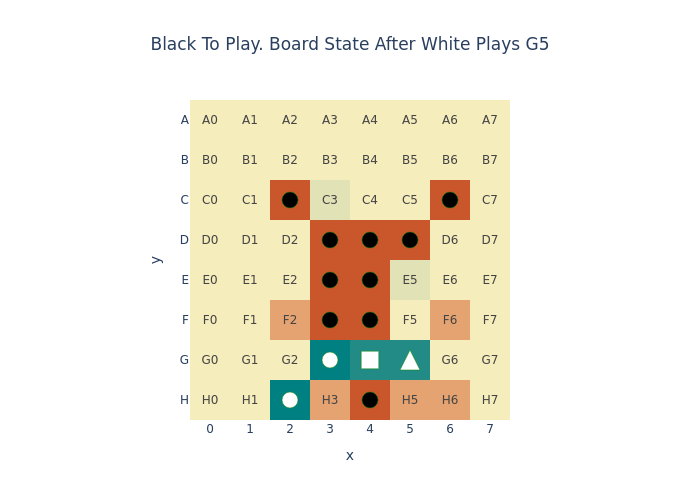 Black To Play. Board State After White Plays G5
A A0 A1 A2 A3 A4 A5 A6 A7
B B0 B1 B2 B3 B4 B5 B6 B7
C C0 C1 C3 C4 C5 C7
D D0 D1 D2 D6 D7
y
E E0 E1 E2 E5 E6 E7
F F0 F1 F2 F5 F6 F7
G G0 G1 G2 G6 G7
H H0 H1 H3 H5 H6 H7
0 1 2 3 4 5 6 7
x